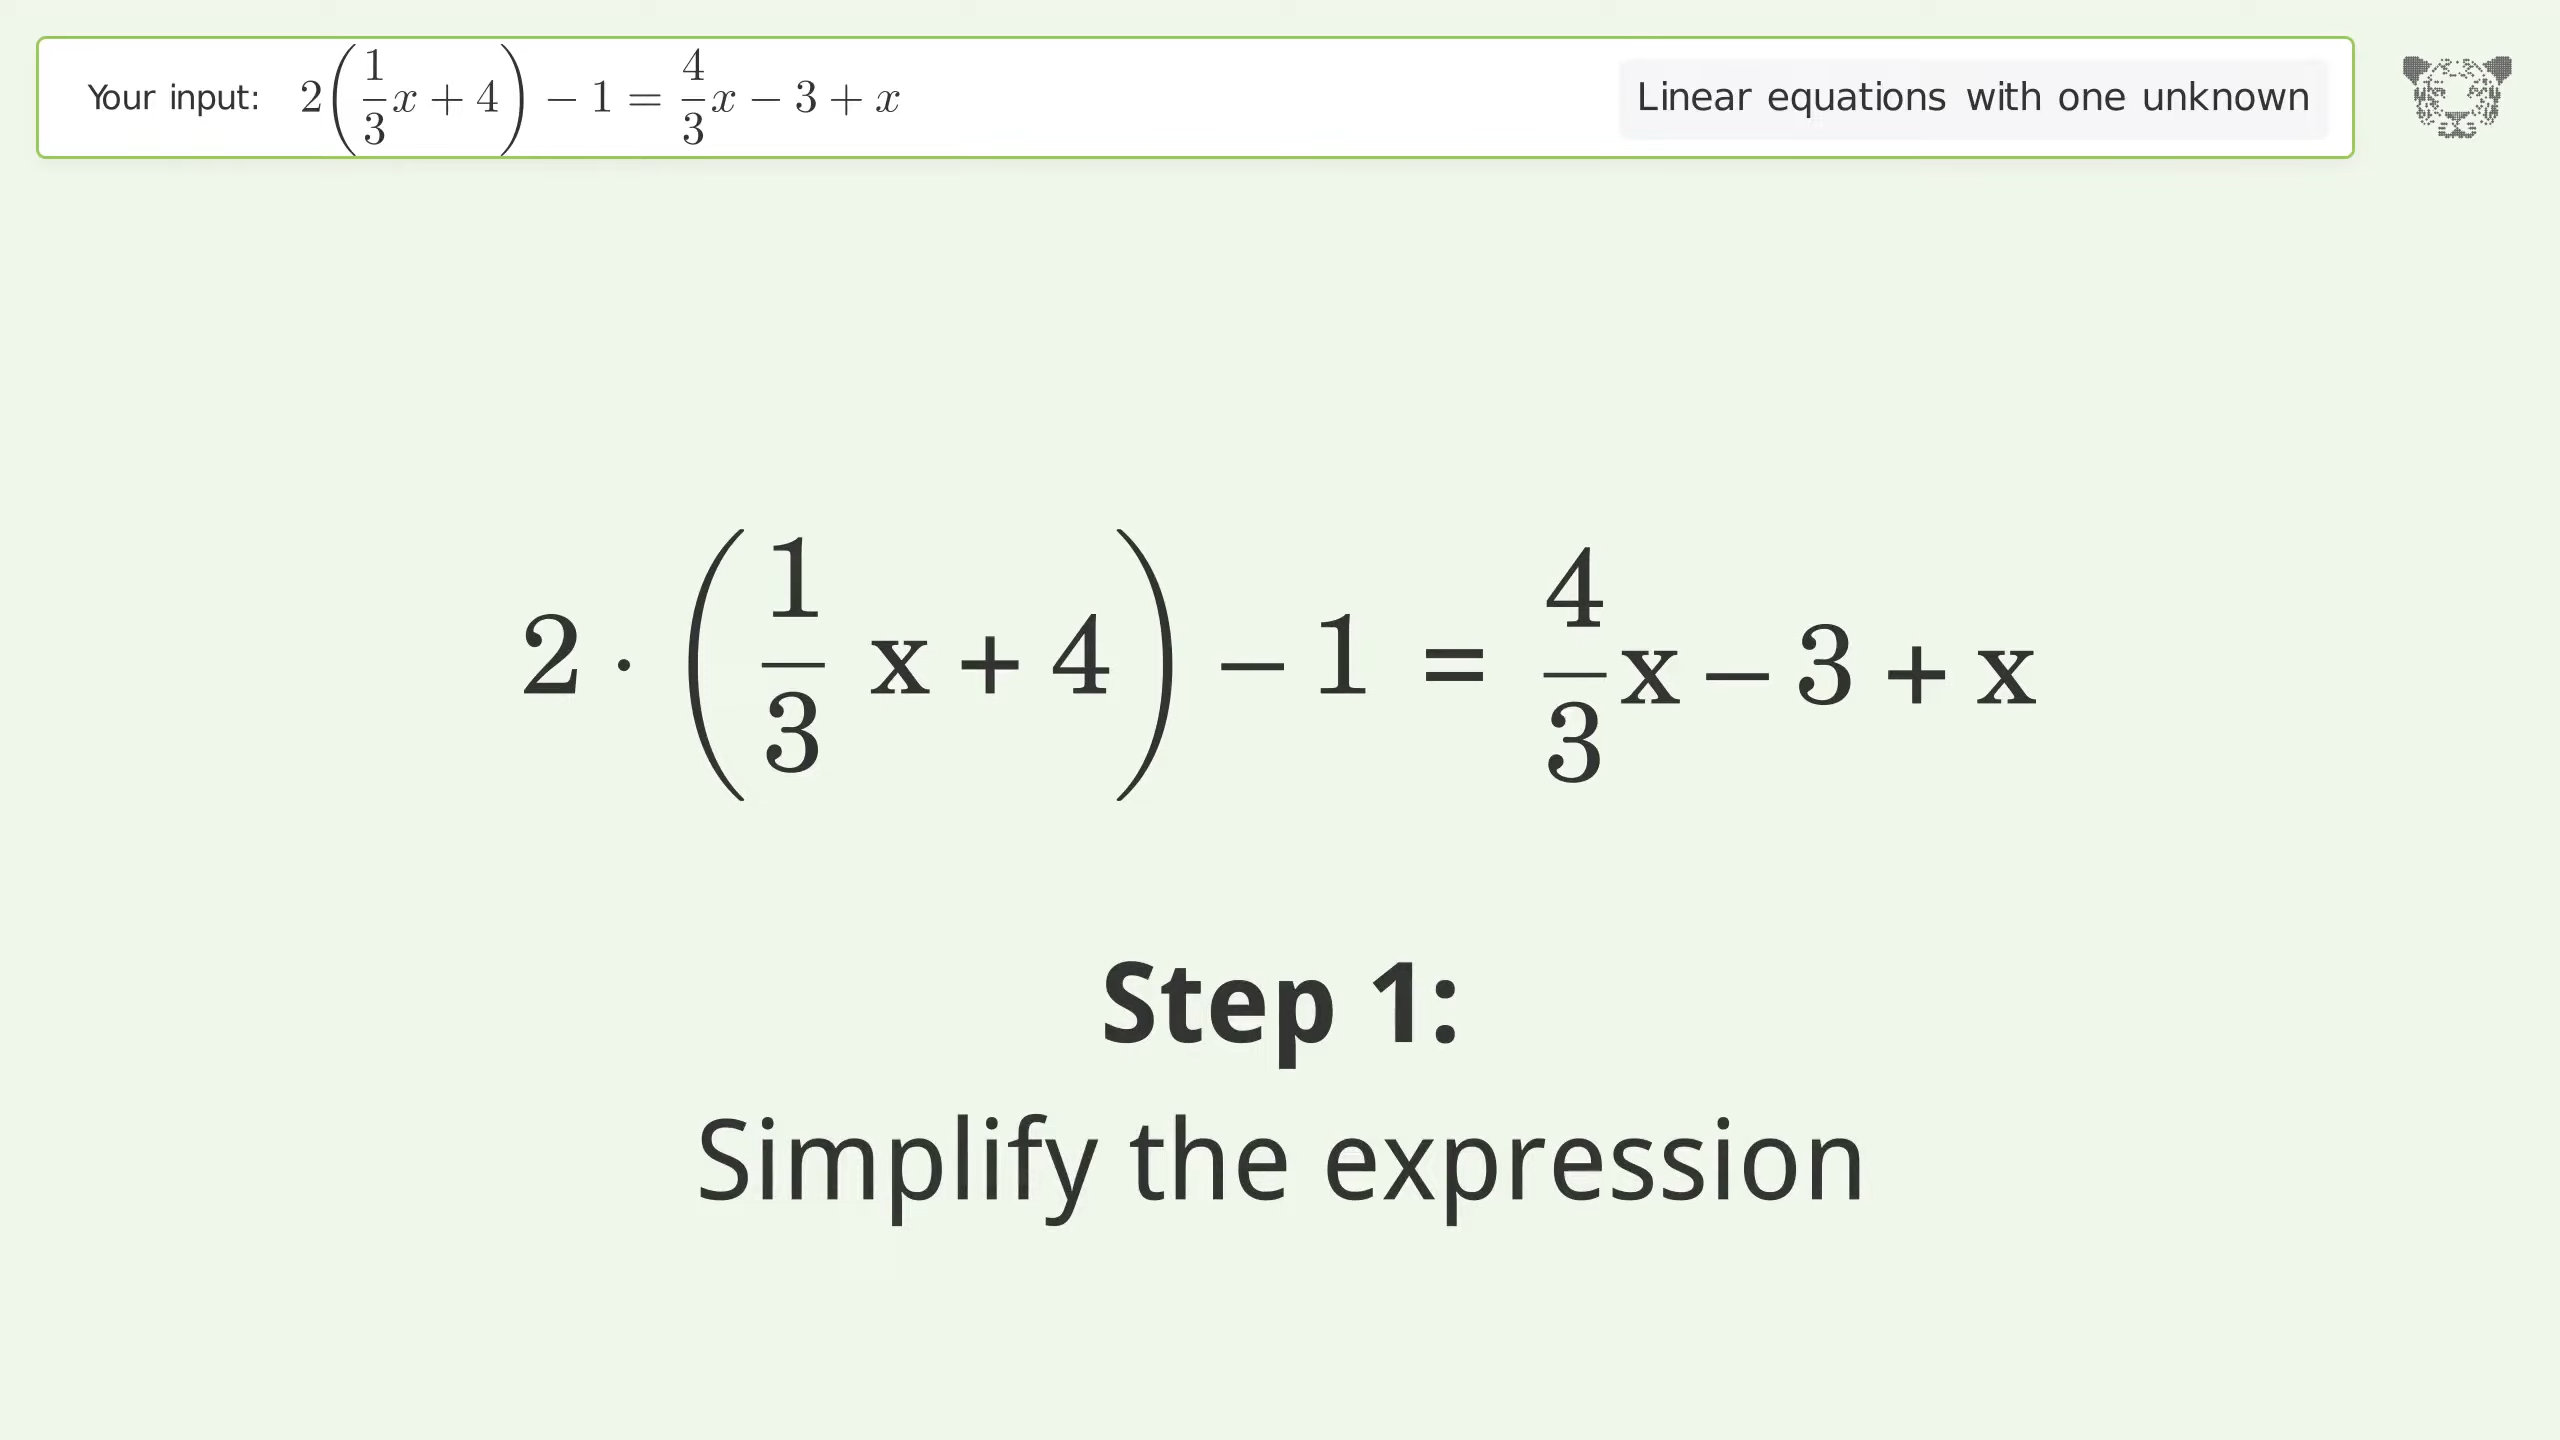 Your input: 2(1/3x + 4) − 1 = 4/3x − 3 + x
Linear equations with one unknown
2 · (1/3 x + 4) − 1 = 4/3x − 3 + x
Step 1:
Simplify the expression